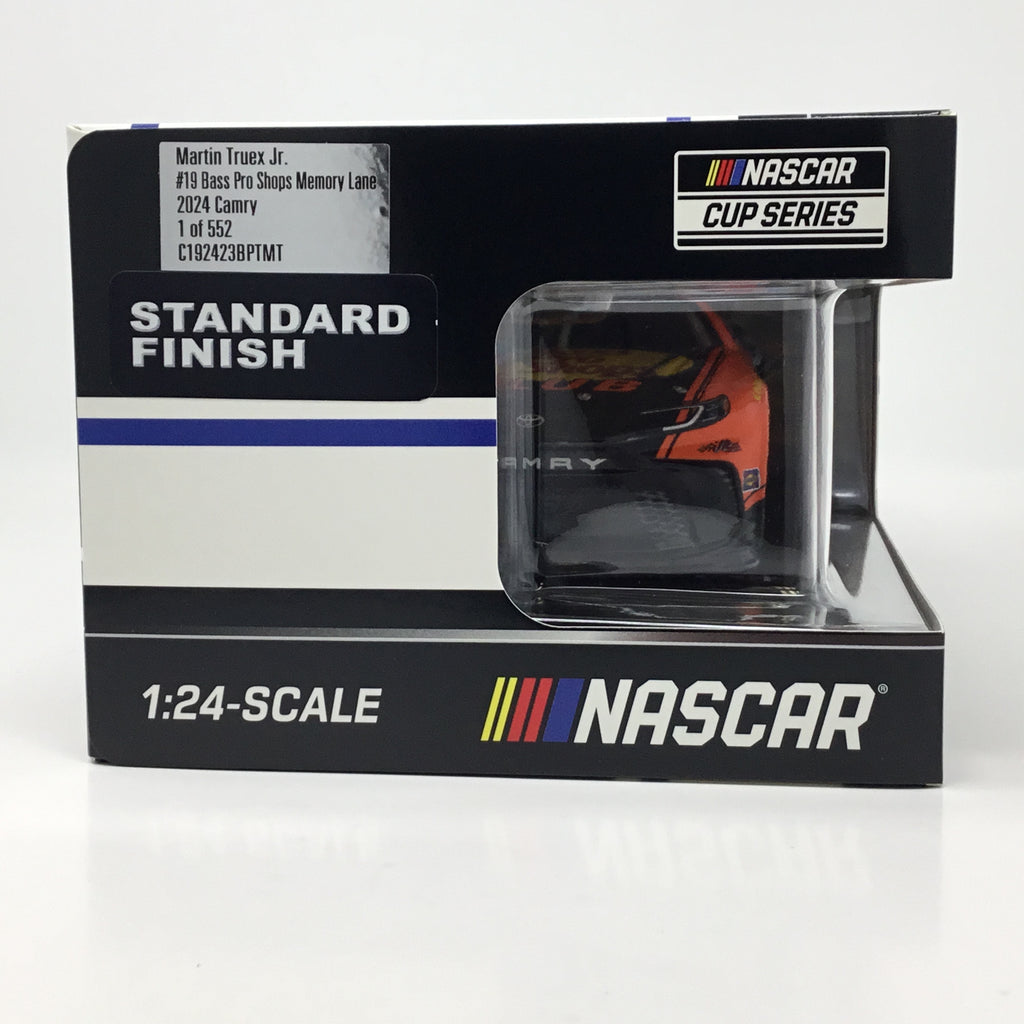 Martin Truex Jr.
#19 Bass Pro Shops Memory Lane
2024 Camry
1 of 552
C192423BPTMT
NASCAR
CUP SERIES
STANDARD
FINISH
AMRY
1:24-SCALE
NASCAR®